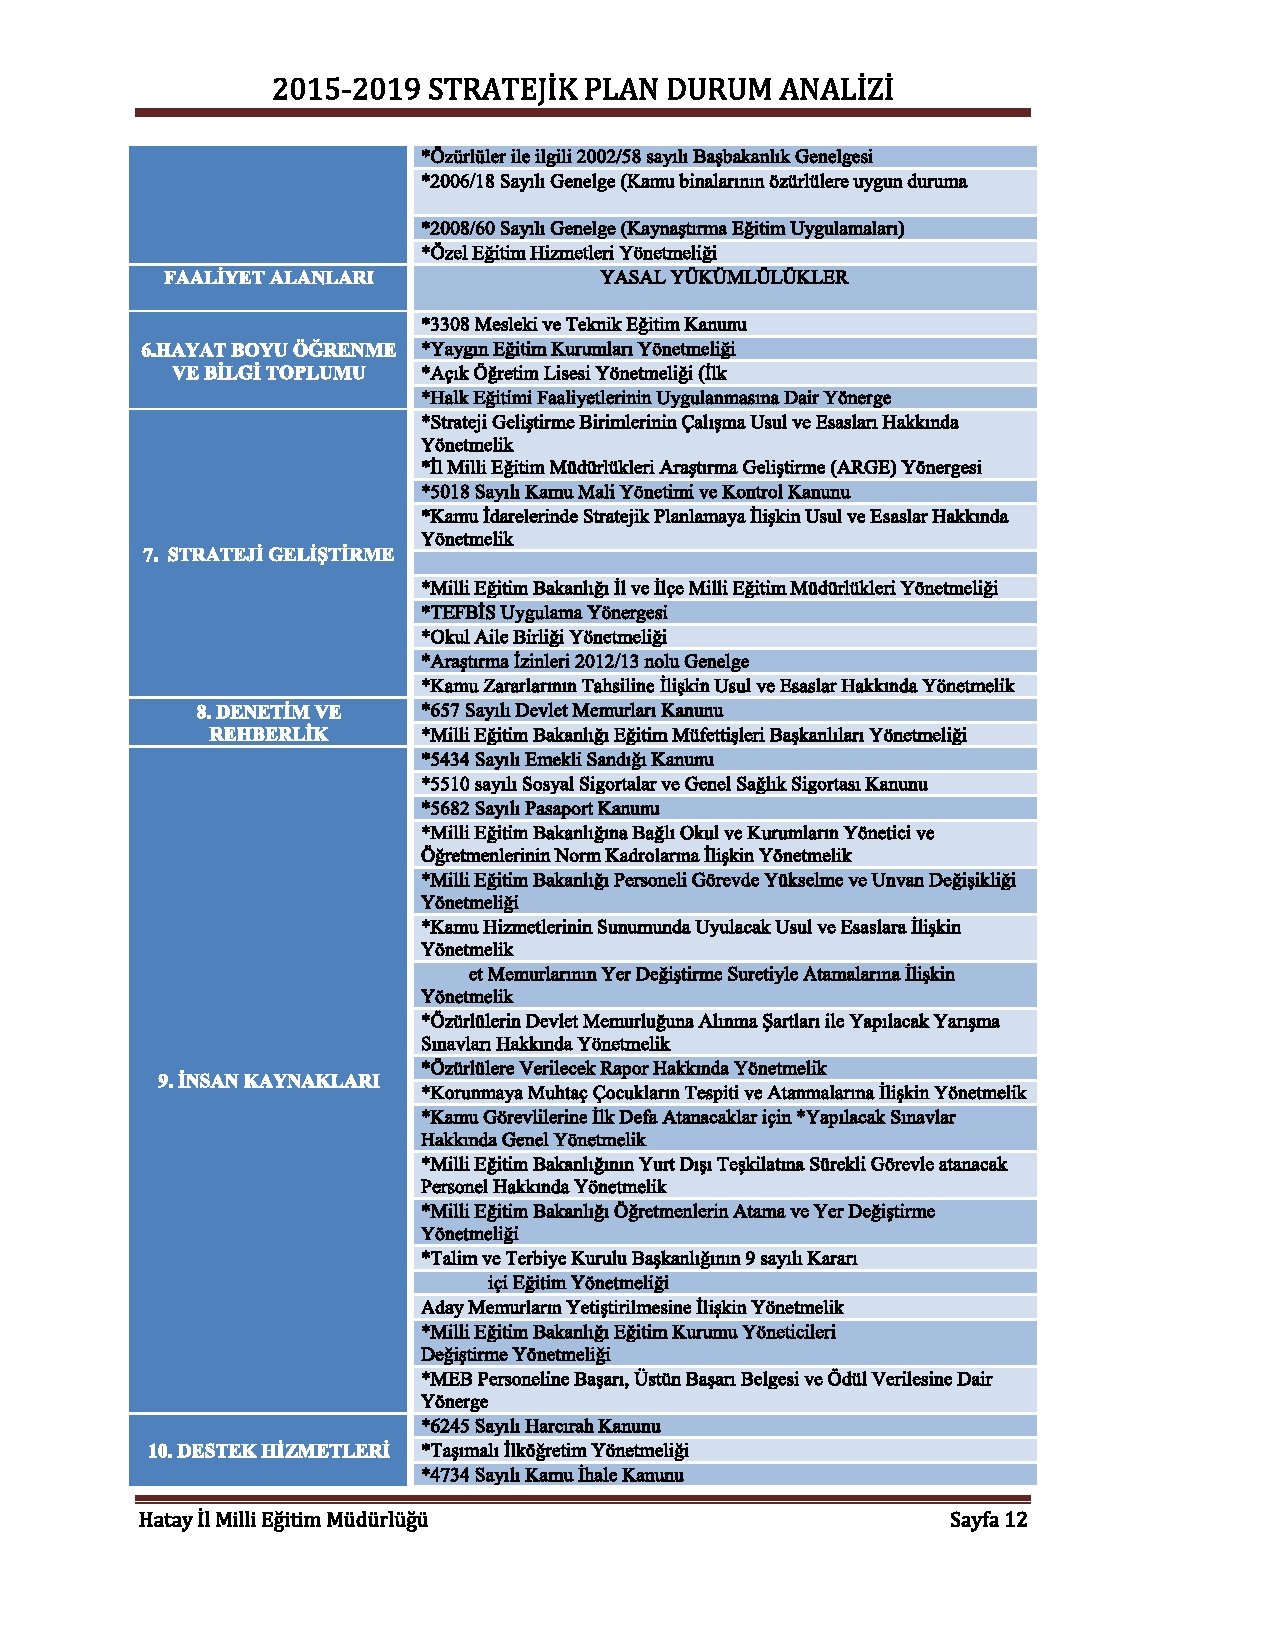 2015-2019 STRATEJİK PLAN DURUM ANALİZİ
*Özürlüler ile ilgili 2002/58 sayılı Başbakanlık Genelgesi
*2006/18 Sayılı Genelge (Kamu binalarının özürlülere uygun duruma
*2008/60 Sayılı Genelge (Kaynaştırma Eğitim Uygulamaları)
*Özel Eğitim Hizmetleri Yönetmeliği
FAALİYET ALANLARI
YASAL YÜKÜMLÜLÜKLER
6.HAYAT BOYU ÖĞRENME
VE BİLGİ TOPLUMU
*3308 Mesleki ve Teknik Eğitim Kanunu
*Yaygın Eğitim Kurumları Yönetmeliği
*Açık Öğretim Lisesi Yönetmeliği (İlk
*Halk Eğitimi Faaliyetlerinin Uygulanmasına Dair Yönerge
7. STRATEJİ GELİŞTİRME
*Strateji Geliştirme Birimlerinin Çalışma Usul ve Esasları Hakkında
Yönetmelik
*İl Milli Eğitim Müdürlükleri Araştırma Geliştirme (ARGE) Yönergesi
*5018 Sayılı Kamu Mali Yönetimi ve Kontrol Kanunu
*Kamu İdarelerinde Stratejik Planlamaya İlişkin Usul ve Esaslar Hakkında
Yönetmelik
*Milli Eğitim Bakanlığı İl ve İlçe Milli Eğitim Müdürlükleri Yönetmeliği
*TEFBİS Uygulama Yönergesi
*Okul Aile Birliği Yönetmeliği
*Araştırma İzinleri 2012/13 nolu Genelge
*Kamu Zararlarının Tahsiline İlişkin Usul ve Esaslar Hakkında Yönetmelik
8. DENETİM VE
REHBERLİK
*657 Sayılı Devlet Memurları Kanunu
*Milli Eğitim Bakanlığı Eğitim Müfettişleri Başkanlıları Yönetmeliği
9. İNSAN KAYNAKLARI
*5434 Sayılı Emekli Sandığı Kanunu
*5510 sayılı Sosyal Sigortalar ve Genel Sağlık Sigortası Kanunu
*5682 Sayılı Pasaport Kanunu
*Milli Eğitim Bakanlığına Bağlı Okul ve Kurumların Yönetici ve
Öğretmenlerinin Norm Kadrolarına İlişkin Yönetmelik
*Milli Eğitim Bakanlığı Personeli Görevde Yükselme ve Unvan Değişikliği
Yönetmeliği
*Kamu Hizmetlerinin Sunumunda Uyulacak Usul ve Esaslara İlişkin
Yönetmelik
et Memurlarının Yer Değiştirme Suretiyle Atamalarına İlişkin
Yönetmelik
*Özürlülerin Devlet Memurluğuna Alınma Şartları ile Yapılacak Yarışma
Sınavları Hakkında Yönetmelik
*Özürlülere Verilecek Rapor Hakkında Yönetmelik
*Korunmaya Muhtaç Çocukların Tespiti ve Atanmalarına İlişkin Yönetmelik
*Kamu Görevlilerine İlk Defa Atanacaklar için *Yapılacak Sınavlar
Hakkında Genel Yönetmelik
*Milli Eğitim Bakanlığının Yurt Dışı Teşkilatına Sürekli Görevle atanacak
Personel Hakkında Yönetmelik
*Milli Eğitim Bakanlığı Öğretmenlerin Atama ve Yer Değiştirme
Yönetmeliği
*Talim ve Terbiye Kurulu Başkanlığının 9 sayılı Kararı
içi Eğitim Yönetmeliği
Aday Memurların Yetiştirilmesine İlişkin Yönetmelik
*Milli Eğitim Bakanlığı Eğitim Kurumu Yöneticileri
Değiştirme Yönetmeliği
*MEB Personeline Başarı, Üstün Başarı Belgesi ve Ödül Verilesine Dair
Yönerge
10. DESTEK HİZMETLERİ
*6245 Sayılı Harcırah Kanunu
*Taşımalı İlköğretim Yönetmeliği
*4734 Sayılı Kamu İhale Kanunu
Hatay İl Milli Eğitim Müdürlüğü
Sayfa 12